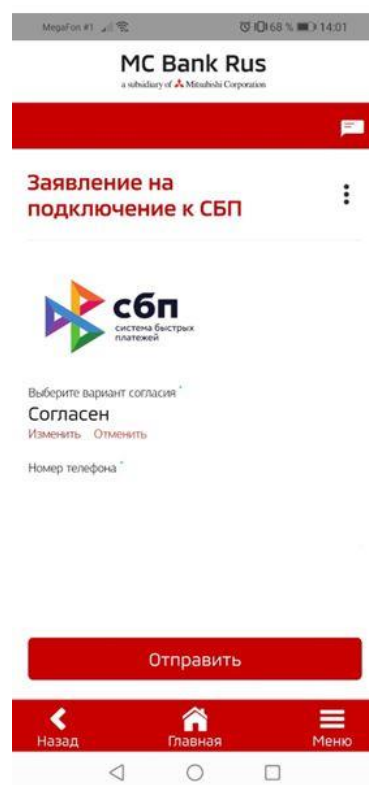 MegaFon #1 68 % 14:01
MC Bank Rus
a subsidiary of Mitsubishi Corporation
Заявление на
подключение к СБП
сбп
система быстрых
платежей
Выберите вариант согласия *
Согласен
Изменить Отменить
Номер телефона *
Отправить
Назад Главная Меню